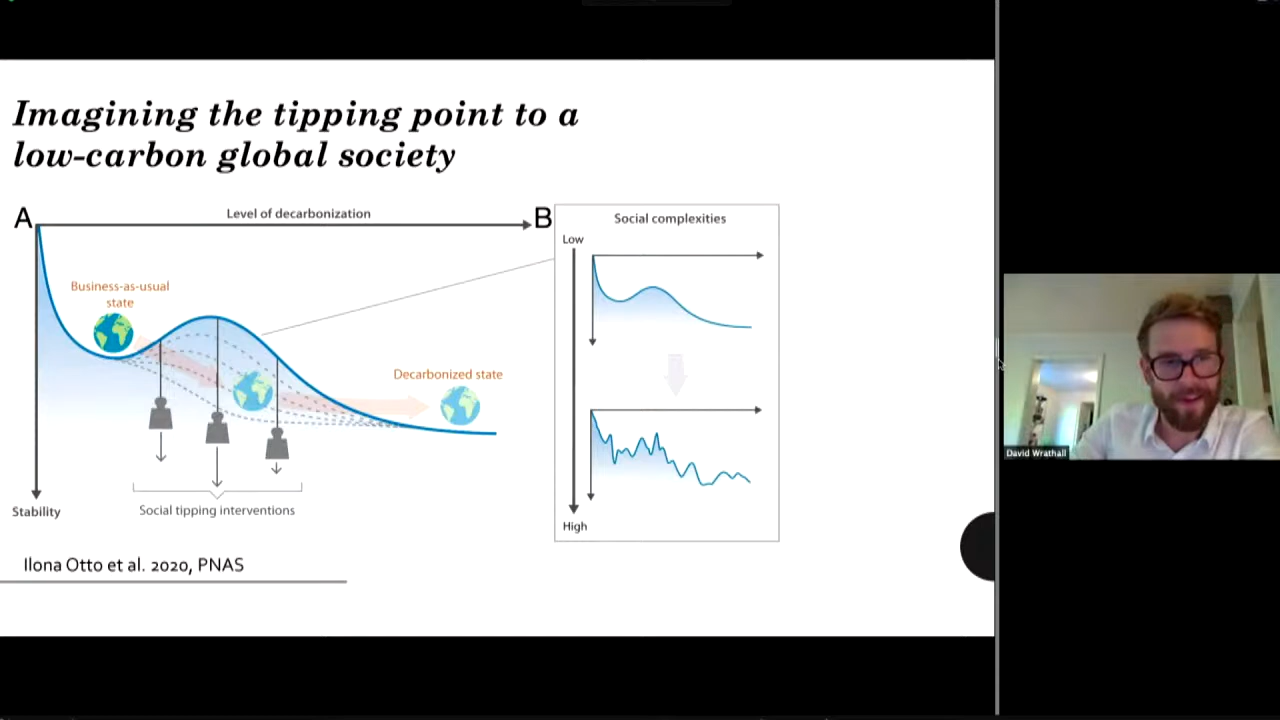 Imagining the tipping point to a
low-carbon global society
A
Level of decarbonization
Business-as-usual
state
Decarbonized state
Stability
Social tipping interventions
B
Social complexities
Low
High
Ilona Otto et al. 2020, PNAS
David Wrathall